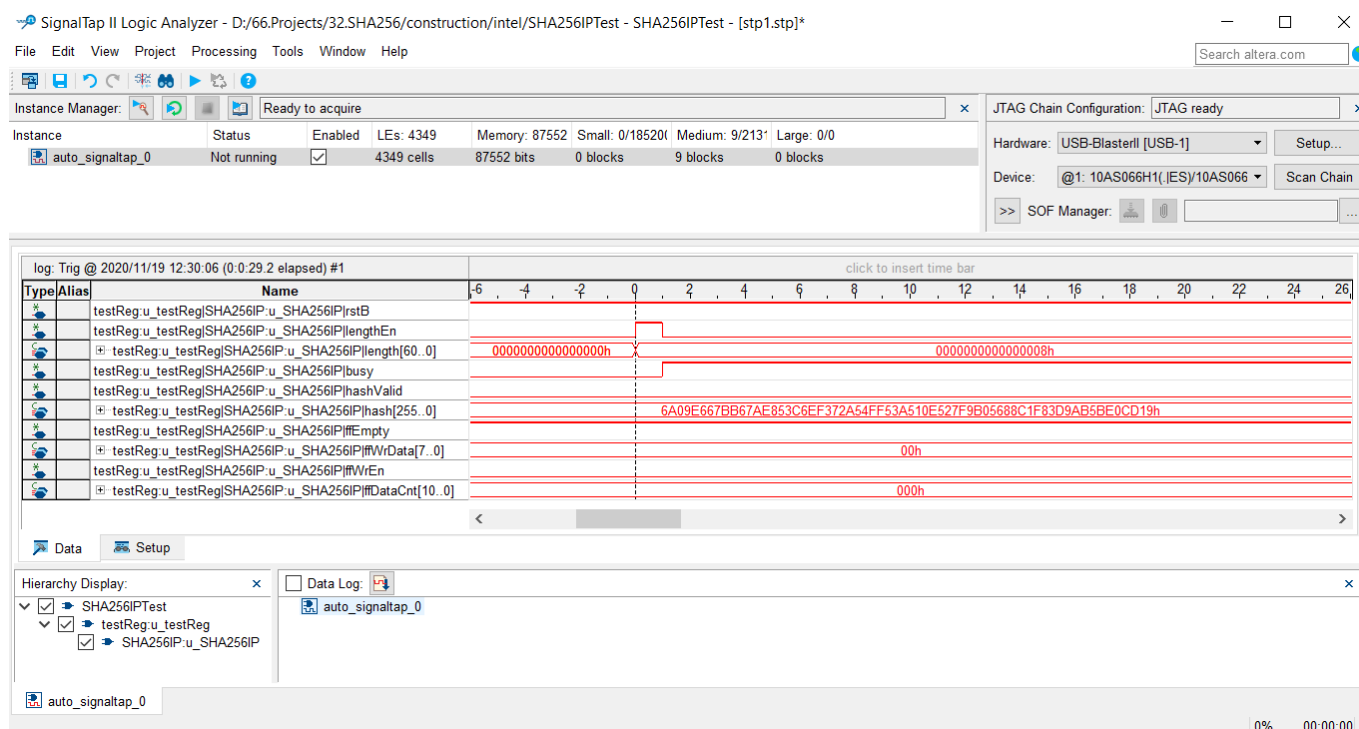 SignalTap II Logic Analyzer - D:/66.Projects/32.SHA256/construction/intel/SHA256IPTest - SHA256IPTest - [stp1.stp]*
File Edit View Project Processing Tools Window Help
Search altera.com
Instance Manager: Ready to acquire
JTAG Chain Configuration: JTAG ready
Instance Status Enabled LEs: 4349 Memory: 87552 Small: 0/185200 Medium: 9/2131 Large: 0/0
auto_signaltap_0 Not running 4349 cells 87552 bits 0 blocks 9 blocks 0 blocks
Hardware: USB-BlasterII [USB-1] Setup...
Device: @1: 10AS066H1(.|ES)/10AS066 Scan Chain
>> SOF Manager: ...
log: Trig @ 2020/11/19 12:30:06 (0:0:29.2 elapsed) #1 click to insert time bar
Type Alias Name -6 -4 -2 0 2 4 6 8 10 12 14 16 18 20 22 24 26
testReg:u_testReg|SHA256IP:u_SHA256IP|rstB
testReg:u_testReg|SHA256IP:u_SHA256IP|lengthEn
testReg:u_testReg|SHA256IP:u_SHA256IP|length[60..0] 0000000000000000h 0000000000000008h
testReg:u_testReg|SHA256IP:u_SHA256IP|busy
testReg:u_testReg|SHA256IP:u_SHA256IP|hashValid
testReg:u_testReg|SHA256IP:u_SHA256IP|hash[255..0] 6A09E667BB67AE853C6EF372A54FF53A510E527F9B05688C1F83D9AB5BE0CD19h
testReg:u_testReg|SHA256IP:u_SHA256IP|ffEmpty
testReg:u_testReg|SHA256IP:u_SHA256IP|ffWrData[7..0] 00h
testReg:u_testReg|SHA256IP:u_SHA256IP|ffWrEn
testReg:u_testReg|SHA256IP:u_SHA256IP|ffDataCnt[10..0] 000h
Data Setup
Hierarchy Display: Data Log:
SHA256IPTest auto_signaltap_0
testReg:u_testReg
SHA256IP:u_SHA256IP
auto_signaltap_0
0% 00:00:00